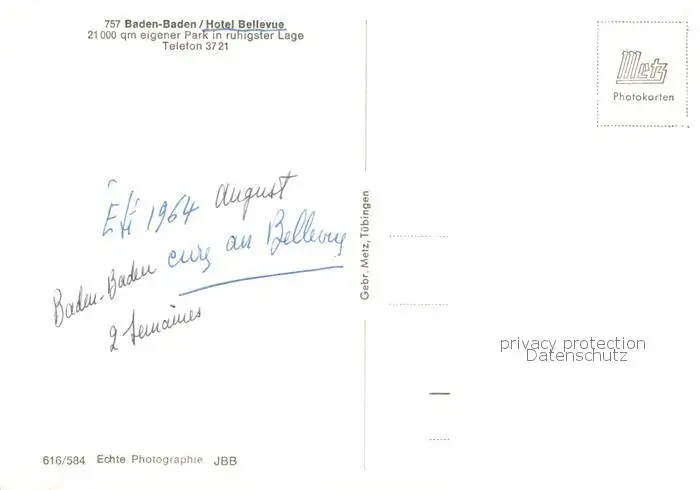 757 Baden-Baden / Hotel Bellevue
21 000 qm eigener Park in ruhigster Lage
Telefon 37 21
Metz
Photokarten
Été 1964 August
Baden-Baden cure au Bellevue
2 Semaines
Gebr. Metz, Tübingen
privacy protection
Datenschutz
616/584 Echte Photographie JBB